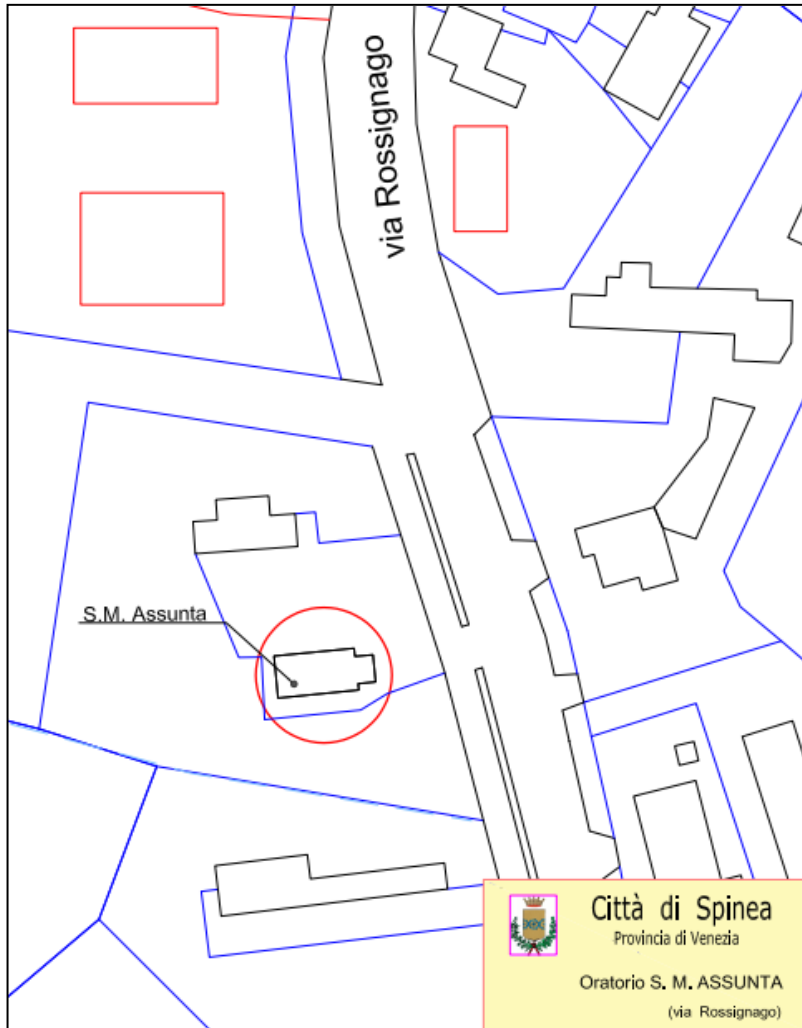 via Rossignago
S.M. Assunta
Città di Spinea
Provincia di Venezia
Oratorio S. M. ASSUNTA
(via Rossignago)